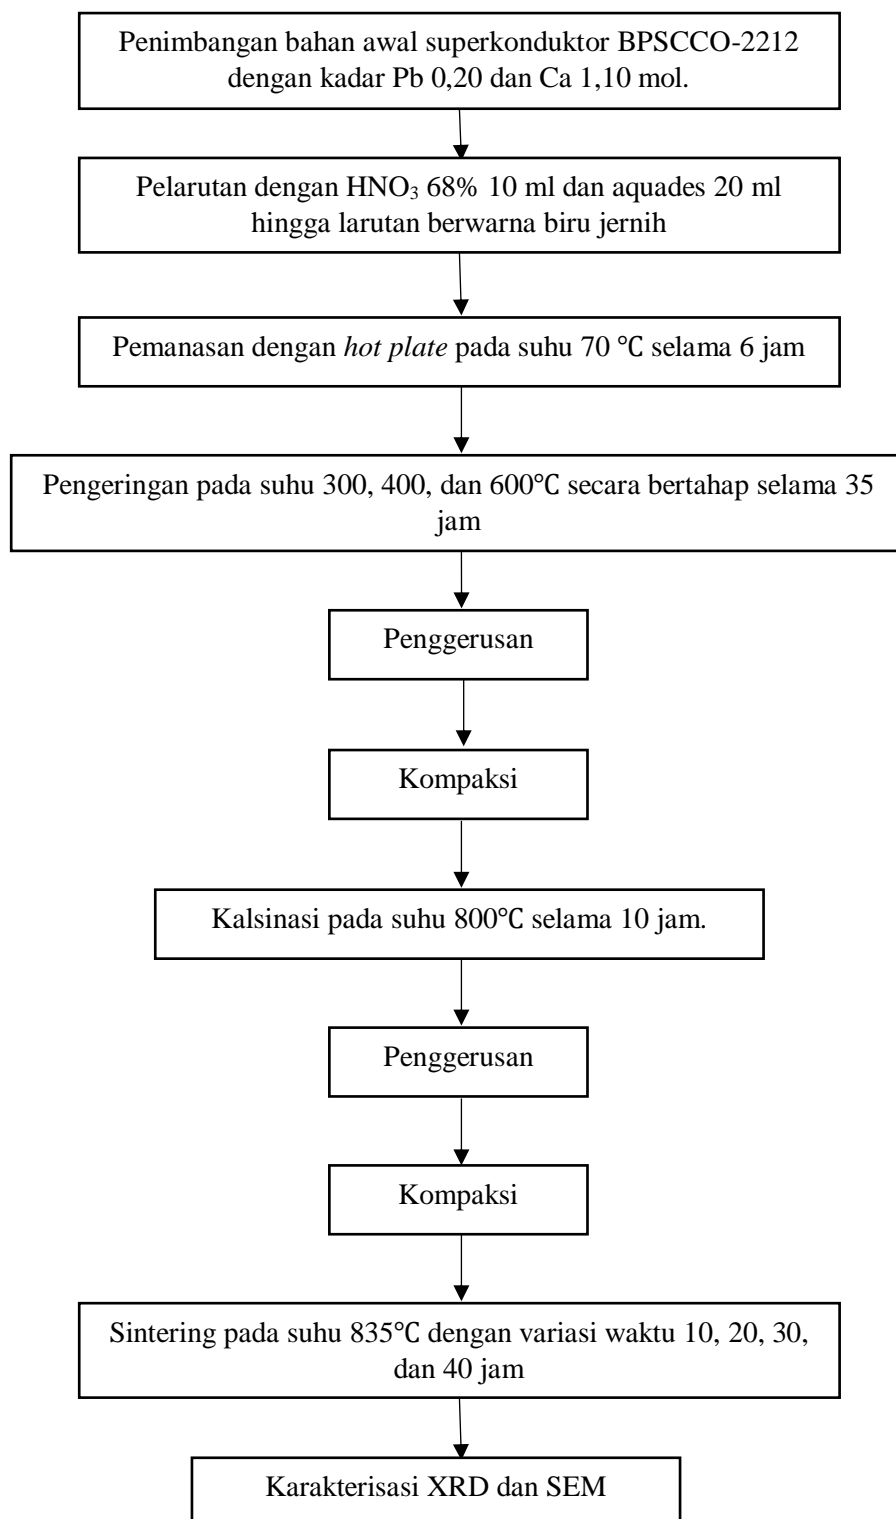 Penimbangan bahan awal superkonduktor BPSCCO-2212
dengan kadar Pb 0,20 dan Ca 1,10 mol.
Pelarutan dengan HNO₃ 68% 10 ml dan aquades 20 ml
hingga larutan berwarna biru jernih
Pemanasan dengan hot plate pada suhu 70 ℃ selama 6 jam
Pengeringan pada suhu 300, 400, dan 600℃ secara bertahap selama 35
jam
Penggerusan
Kompaksi
Kalsinasi pada suhu 800℃ selama 10 jam.
Penggerusan
Kompaksi
Sintering pada suhu 835℃ dengan variasi waktu 10, 20, 30,
dan 40 jam
Karakterisasi XRD dan SEM